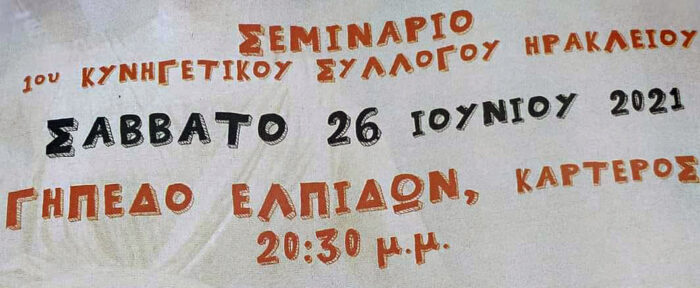 ΣΕΜΙΝΑΡΙΟ
1ου ΚΥΝΗΓΕΤΙΚΟΥ ΣΥΛΛΟΓΟΥ ΗΡΑΚΛΕΙΟΥ
ΣΑΒΒΑΤΟ 26 ΙΟΥΝΙΟΥ 2021
ΓΗΠΕΔΟ ΕΛΠΙΔΩΝ, ΚΑΡΤΕΡΟΣ
20:30 μ.μ.